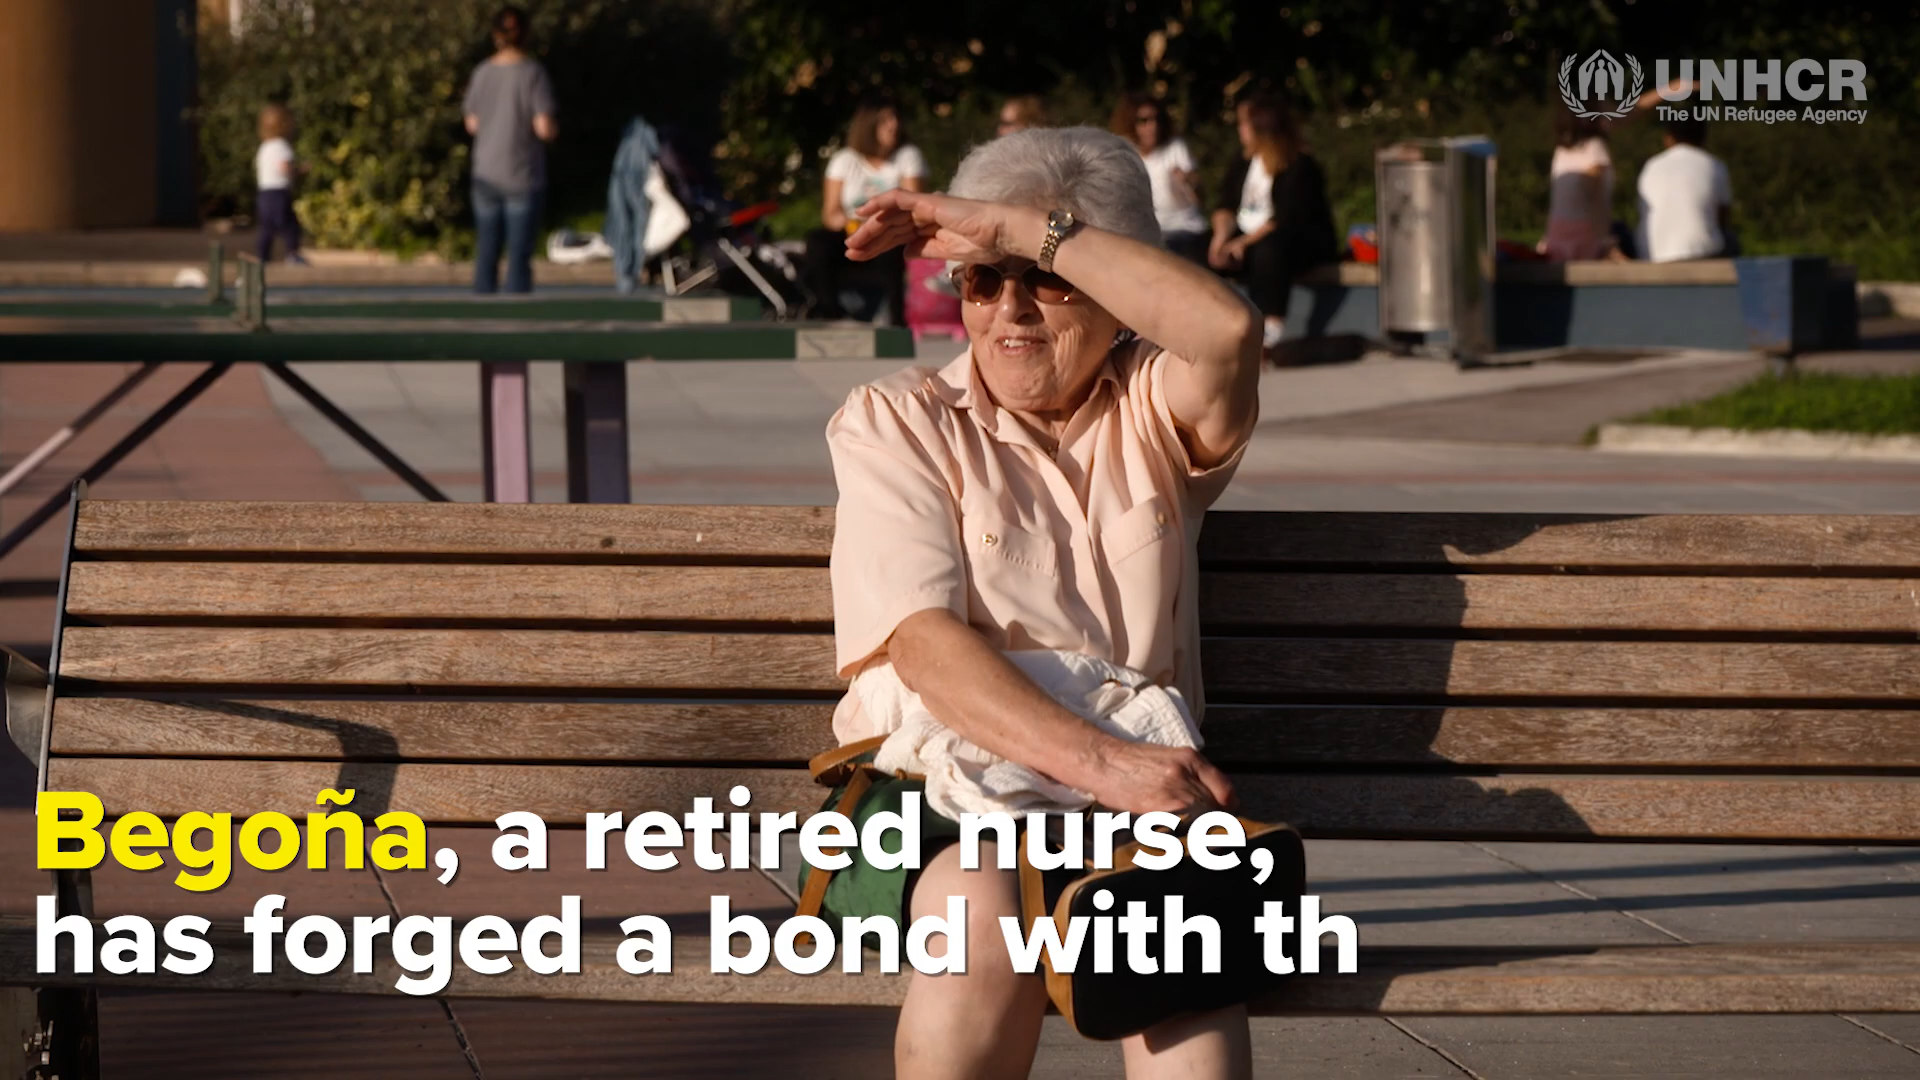 UNHCR
The UN Refugee Agency
Begoña, a retired nurse,
has forged a bond with th